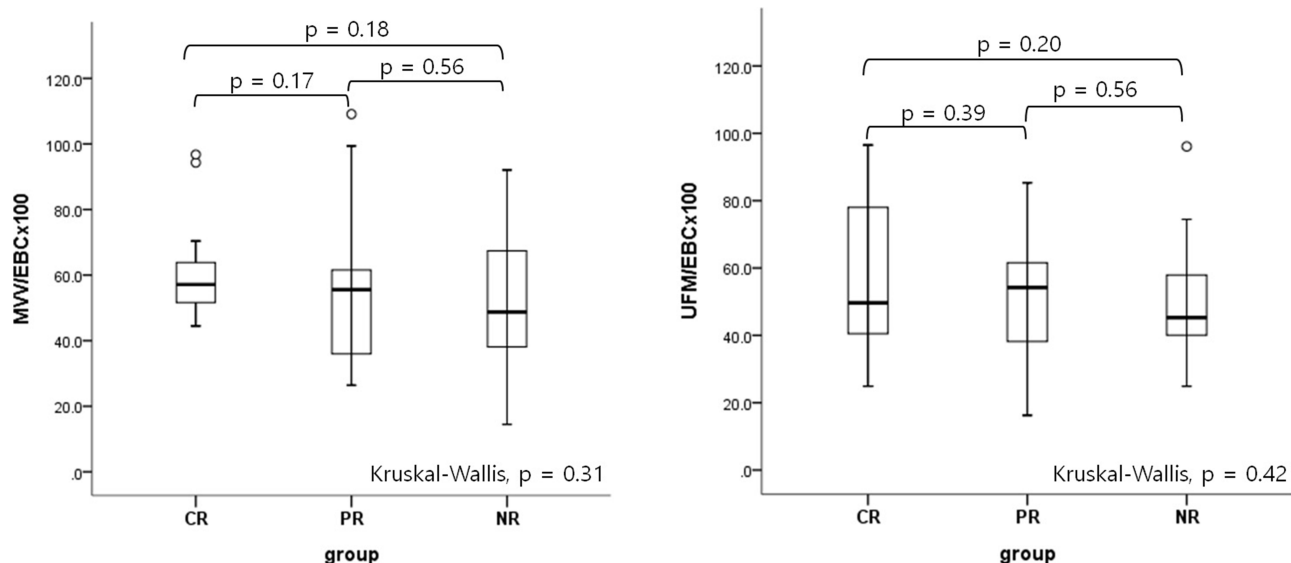 p = 0.18
p = 0.17
p = 0.56
MVV/EBCx100
120.0
100.0
80.0
60.0
40.0
20.0
.0
Kruskal-Wallis, p = 0.31
CR
PR
NR
group
p = 0.20
p = 0.39
p = 0.56
UFM/EBCx100
120.0
100.0
80.0
60.0
40.0
20.0
.0
Kruskal-Wallis, p = 0.42
CR
PR
NR
group